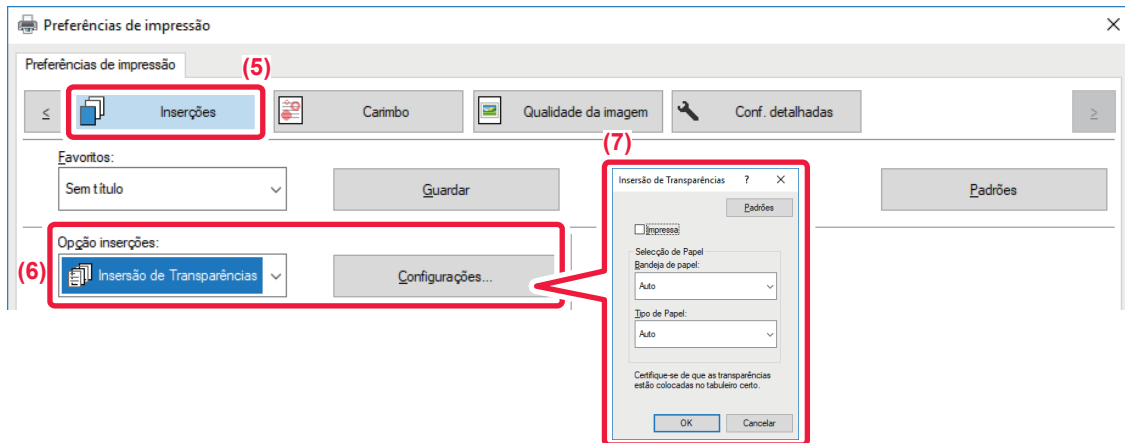 Preferências de impressão
Preferências de impressão
(5)
≤
Inserções
Carimbo
Qualidade da imagem
Conf. detalhadas
≥
(7)
Favoritos:
Sem título
Guardar
Padrões
Opção inserções:
(6)
Insersão de Transparências
Configurações...
Insersão de Transparências
?
Padrões
Impressa
Selecção de Papel
Bandeja de papel:
Auto
Tipo de Papel:
Auto
Certifique-se de que as transparências
estão colocadas no tabuleiro certo.
OK
Cancelar